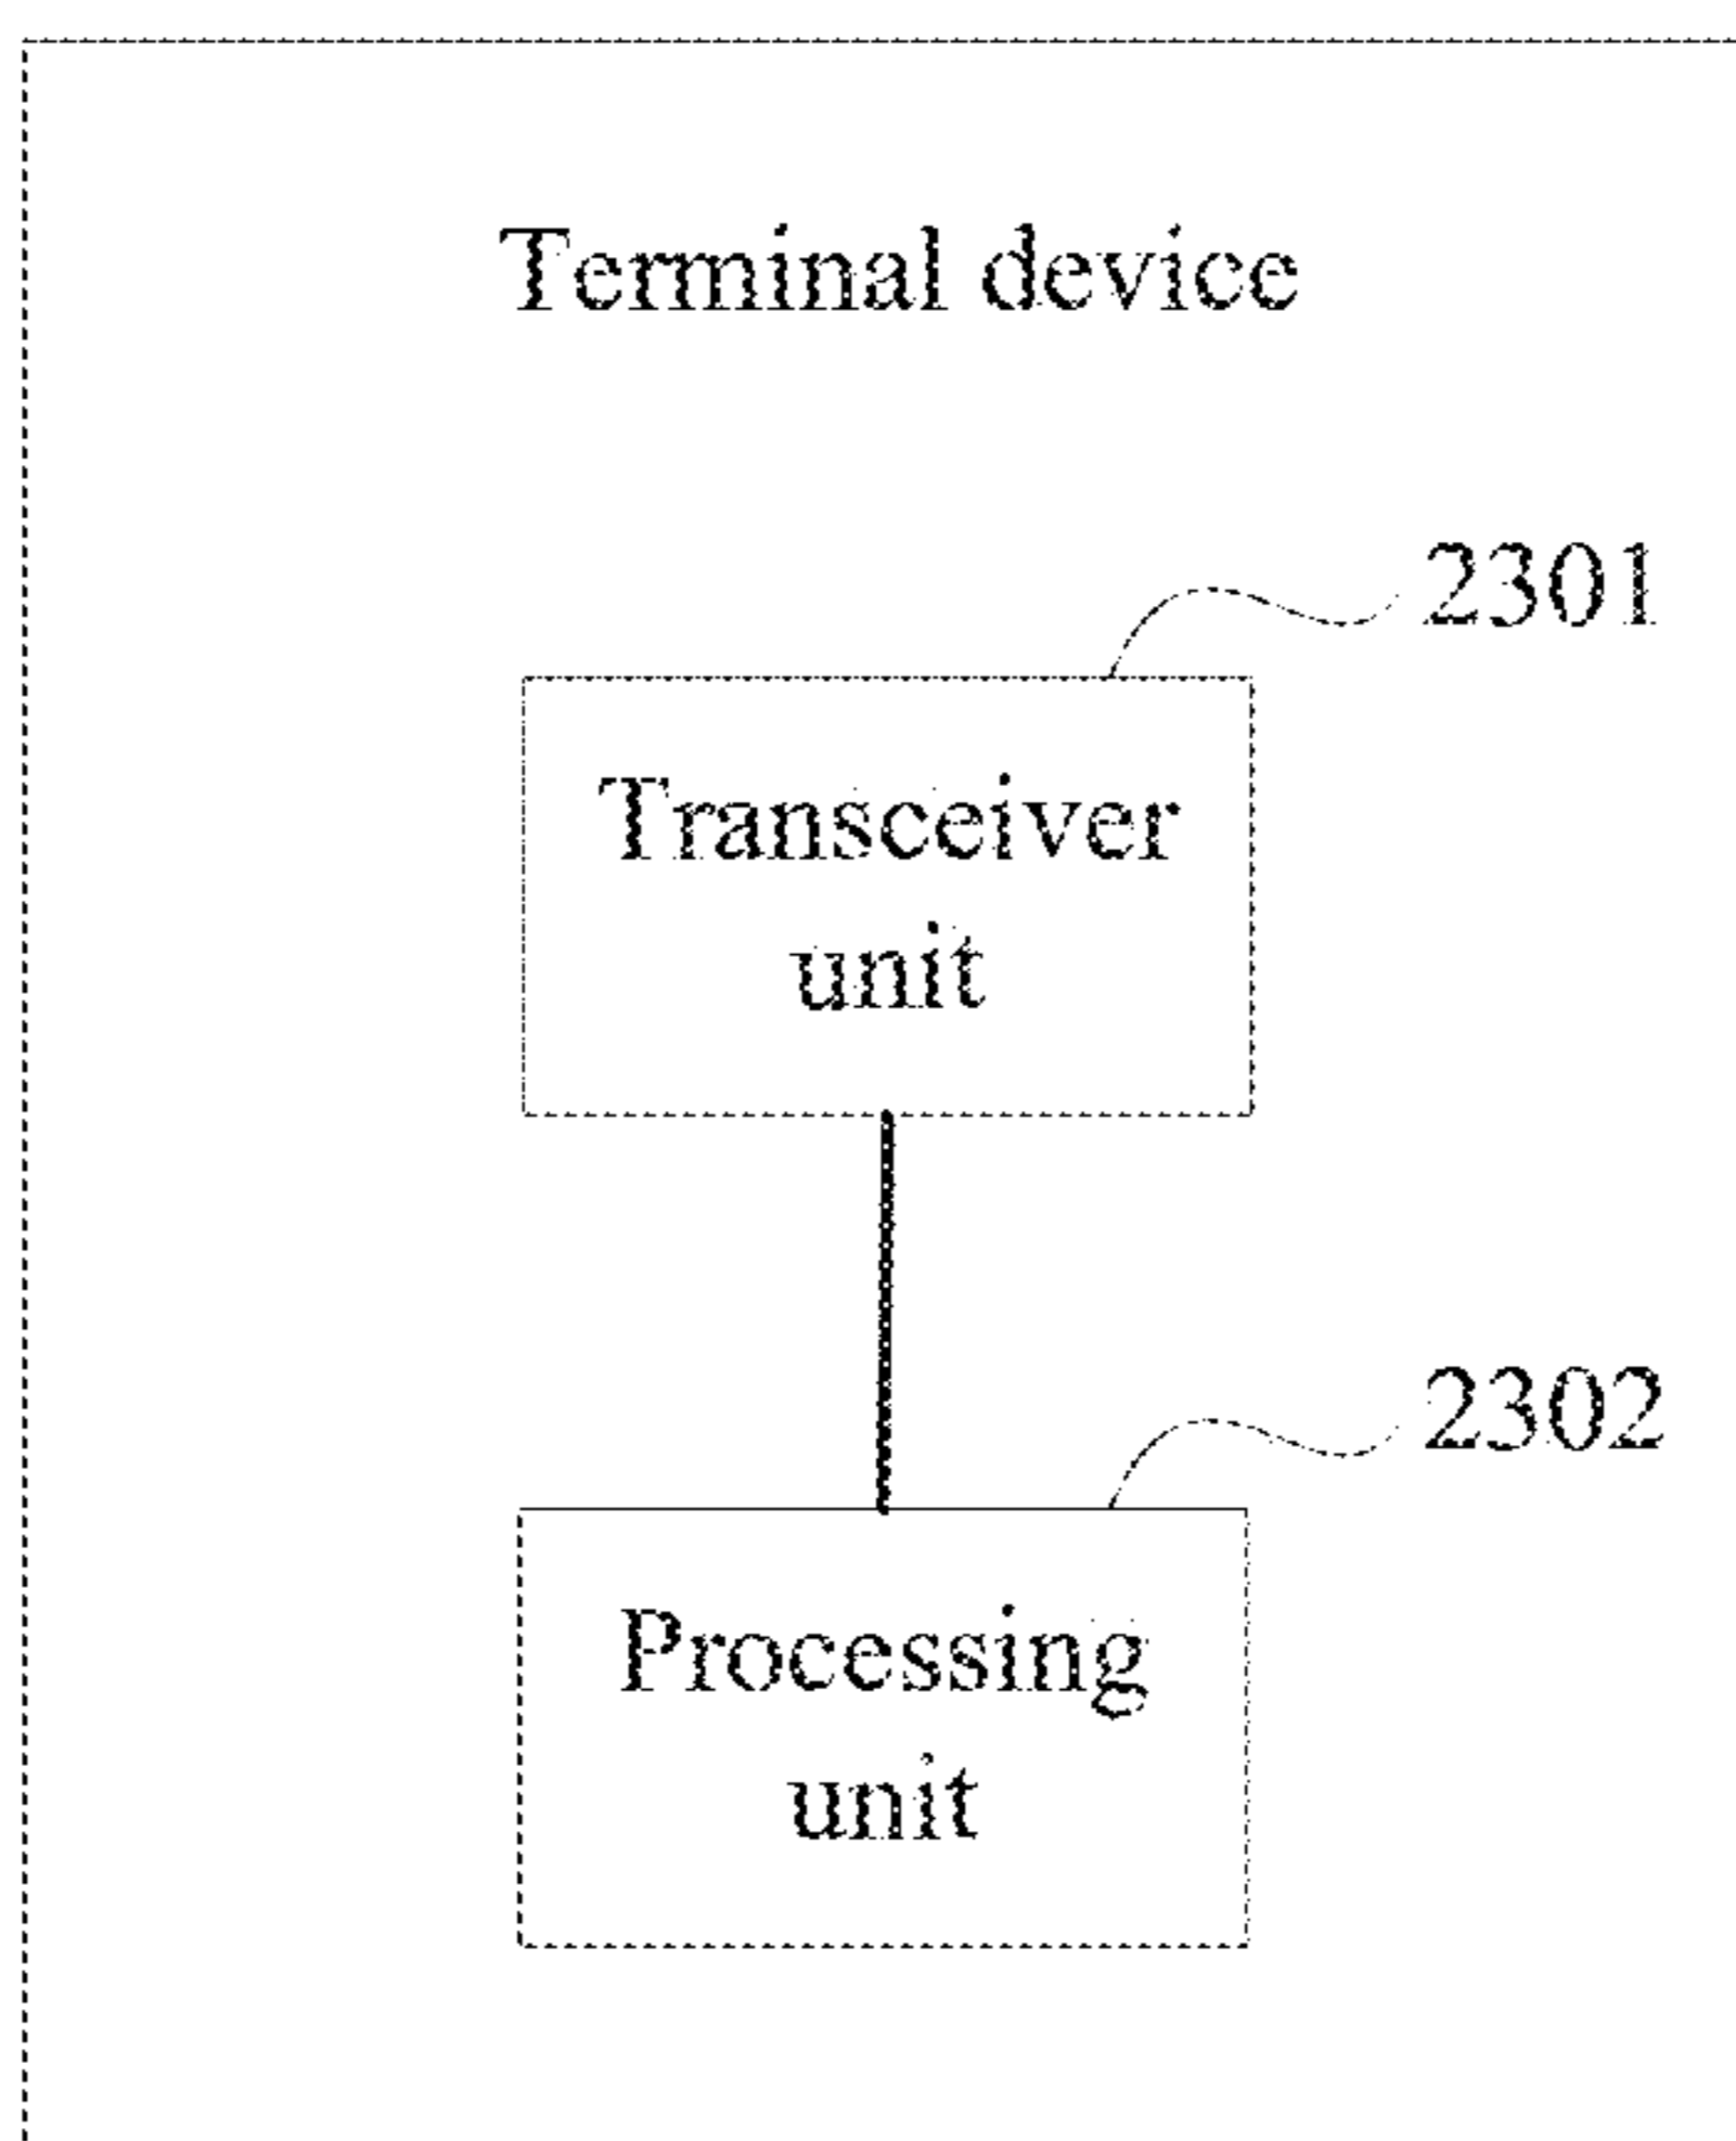 Terminal device
2301
Transceiver
unit
2302
Processing
unit